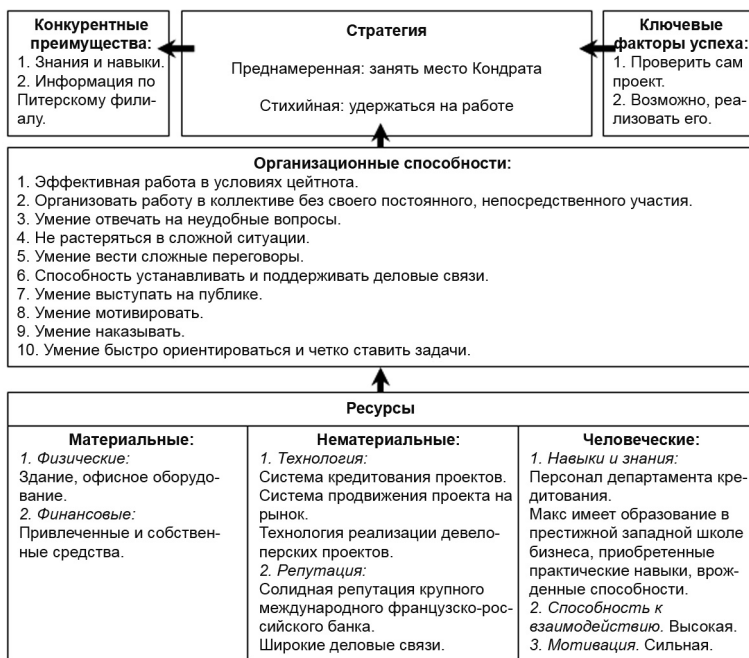 Конкурентные
преимущества:
1. Знания и навыки.
2. Информация по
Питерскому фили-
алу.
Стратегия
Преднамеренная: занять место Кондрата
Стихийная: удержаться на работе
Ключевые
факторы успеха:
1. Проверить сам
проект.
2. Возможно, реа-
лизовать его.
Организационные способности:
1. Эффективная работа в условиях цейтнота.
2. Организовать работу в коллективе без своего постоянного, непосредственного участия.
3. Умение отвечать на неудобные вопросы.
4. Не растеряться в сложной ситуации.
5. Умение вести сложные переговоры.
6. Способность устанавливать и поддерживать деловые связи.
7. Умение выступать на публике.
8. Умение мотивировать.
9. Умение наказывать.
10. Умение быстро ориентироваться и четко ставить задачи.
Ресурсы
Материальные:
1. Физические:
Здание, офисное оборудо-
вание.
2. Финансовые:
Привлеченные и собствен-
ные средства.
Нематериальные:
1. Технология:
Система кредитования проектов.
Система продвижения проекта на
рынок.
Технология реализации девело-
перских проектов.
2. Репутация:
Солидная репутация крупного
международного французско-рос-
сийского банка.
Широкие деловые связи.
Человеческие:
1. Навыки и знания:
Персонал департамента кре-
дитования.
Макс имеет образование в
престижной западной школе
бизнеса, приобретенные
практические навыки, врож-
денные способности.
2. Способность к
взаимодействию. Высокая.
3. Мотивация. Сильная.